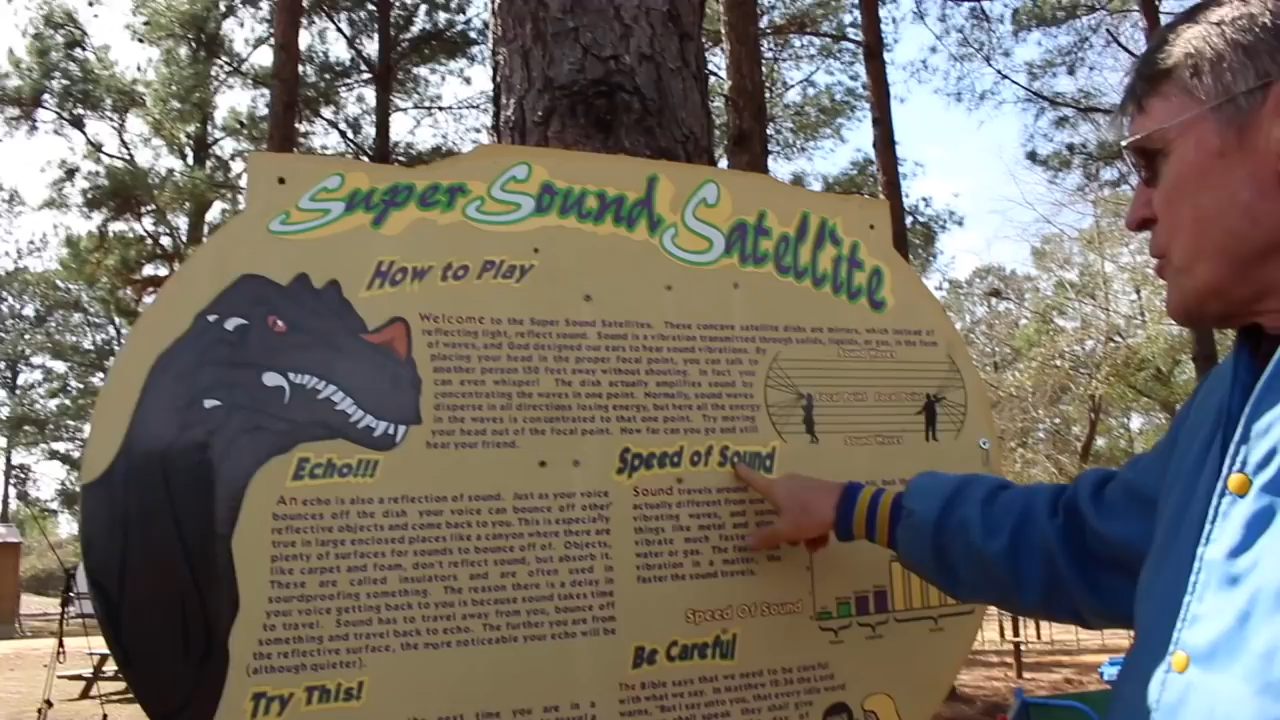 Super Sound Satellite
How to Play
Welcome to the Super Sound Satellites. These concave satellite dishs are mirrors, which instead of
reflecting light, reflect sound. Sound is a vibration transmitted through solids, liquids, or gas, in the form
of waves, and God designed our ears to hear sound vibrations. By
placing your head in the proper focal point, you can talk to
another person 150 feet away without shouting. In fact you
can even whisper! The dish actually amplifies sound by
concentrating the waves in one point. Normally, sound waves
disperse in all directions losing energy, but here all the energy
in the waves is concentrated to that one point. Try moving
your head out of the focal point. How far can you go and still
hear your friend.
Sound Waves
Focal Point Focal Point
Sound Waves
Echo!!!
An echo is also a reflection of sound. Just as your voice
bounces off the dish your voice can bounce off other
reflective objects and come back to you. This is especially
true in large enclosed places like a canyon where there are
plenty of surfaces for sounds to bounce off of. Objects,
like carpet and foam, don't reflect sound, but absorb it.
These are called insulators and are often used in
sourdproofing something. The reason there is a delay in
your voice getting back to you is because sound takes time
to travel. Sound has to travel away from you, bounce off
something and travel back to echo. The further you are from
the reflective surface, the more noticeable your echo will be
(although quieter).
Try This!
next time you are in a
Speed of Sound
Sound travels around
actually different from
vibrating waves, and
things like metal and
vibrate much faster
water or gas. The
vibration in a matter, the
faster the sound travels.
Speed Of Sound
Be Careful
The Bible says that we need to be careful
with what we say. In Matthew 12:36 the Lord
warns, "But I say unto you, that every idle word
shall speak they shall give
day of